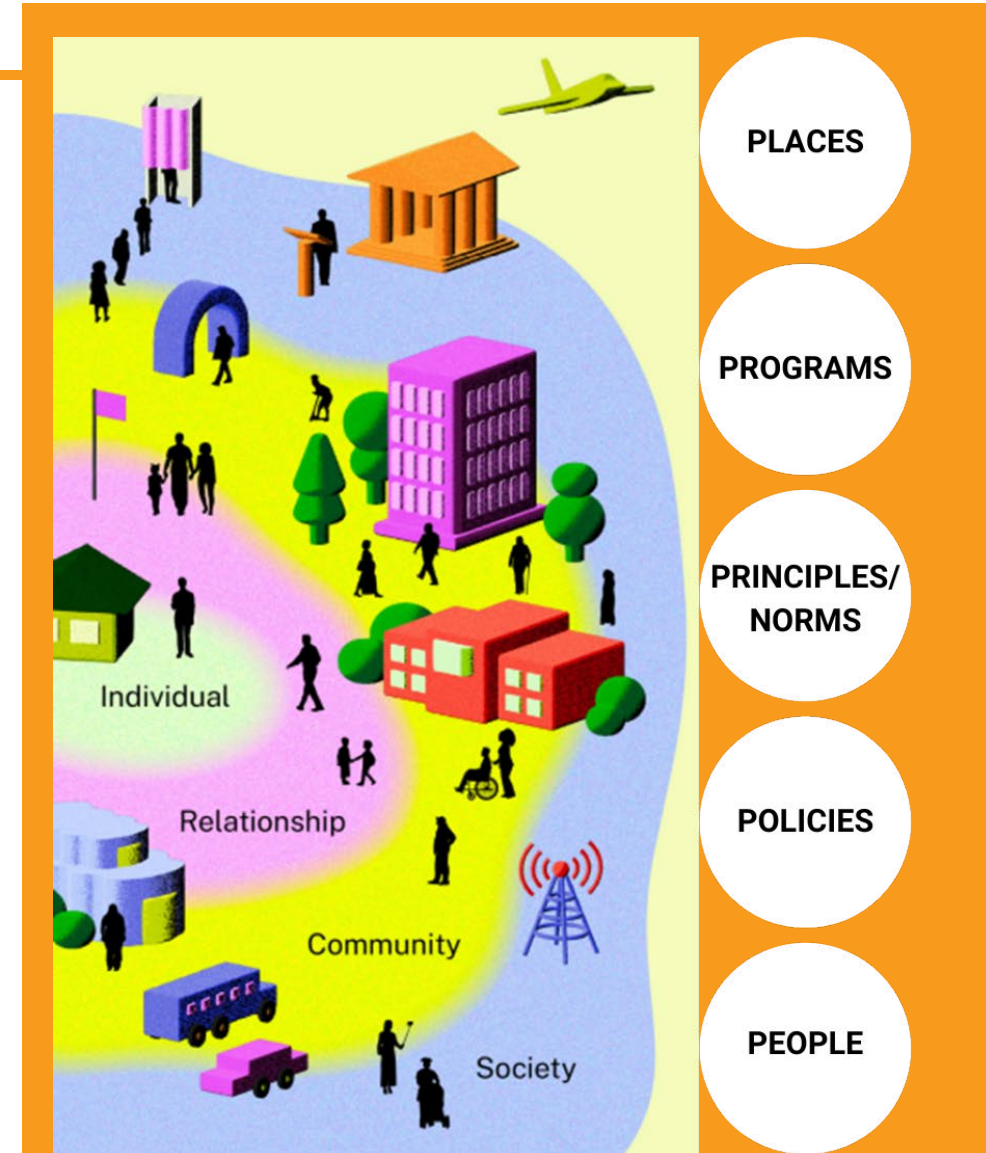 Individual
Relationship
Community
Society
PLACES
PROGRAMS
PRINCIPLES/
NORMS
POLICIES
PEOPLE